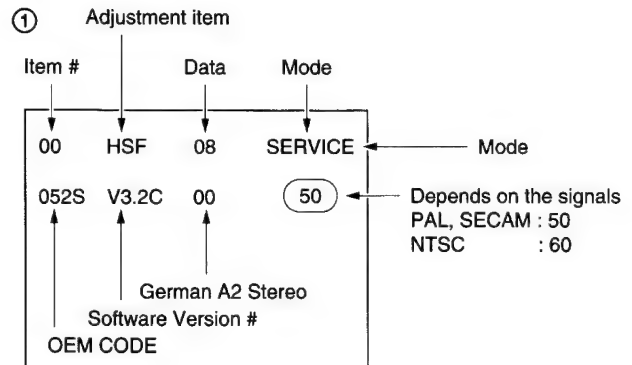 ① Adjustment item
Item # Data Mode
00 HSF 08 SERVICE Mode
052S V3.2C 00 50 Depends on the signals
PAL, SECAM : 50
NTSC : 60
German A2 Stereo
Software Version #
OEM CODE